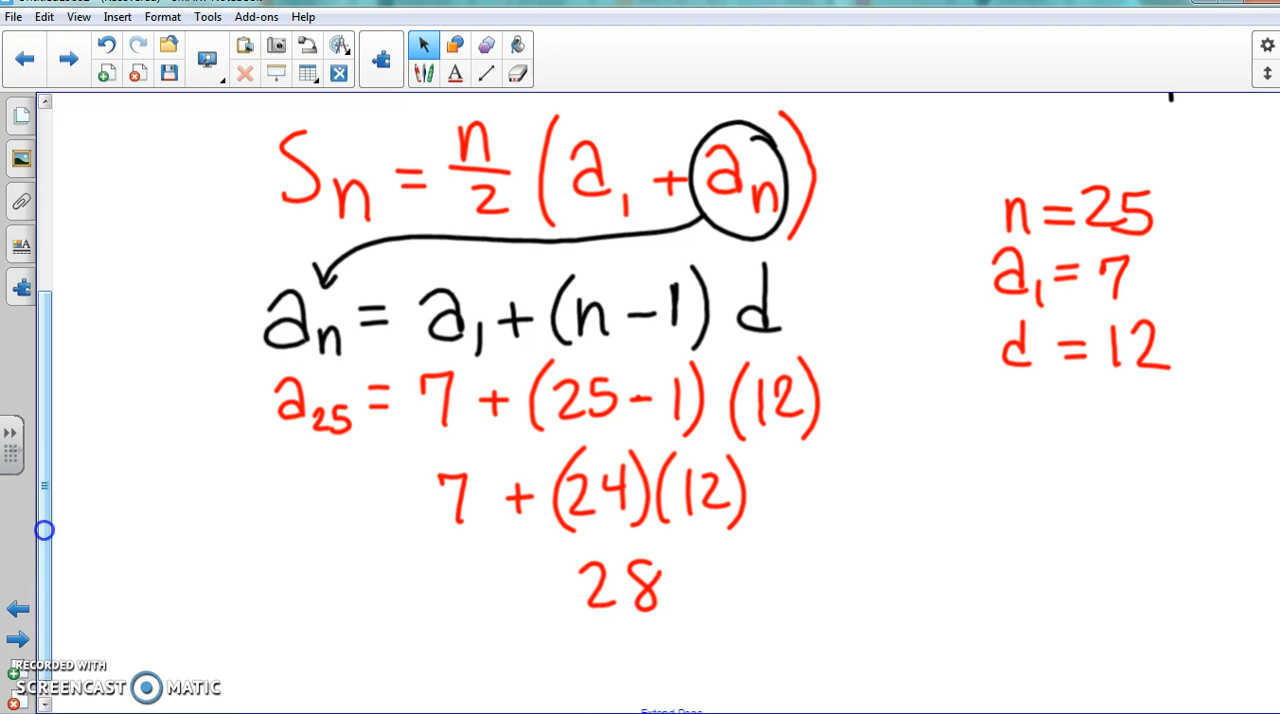 File Edit View Insert Format Tools Add-ons Help
Sn = n/2 (a1 + an)
n = 25
an = a1 + (n - 1) d
a1 = 7
d = 12
a25 = 7 + (25 - 1) (12)
7 + (24)(12)
28
RECORDED WITH
SCREENCAST MATIC